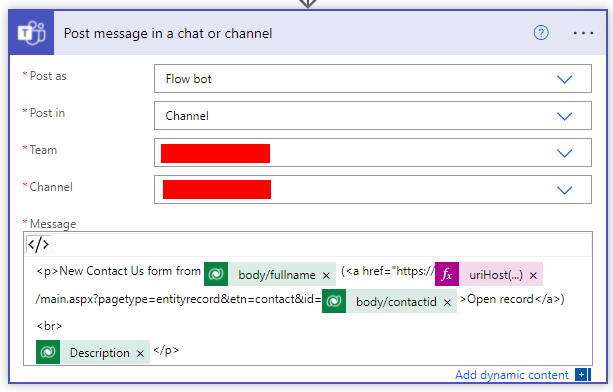 Post message in a chat or channel
* Post as
Flow bot
* Post in
Channel
* Team
* Channel
* Message
</>
<p>New Contact Us form from body/fullname × (<a href="https:// fx uriHost(...) ×
/main.aspx?pagetype=entityrecord&etn=contact&id= body/contactid × >Open record</a>)
<br>
Description × </p>
Add dynamic content